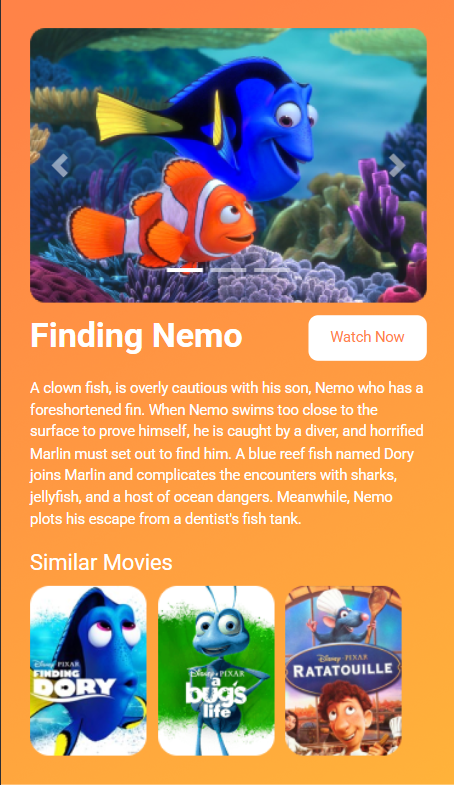 Finding Nemo
Watch Now
A clown fish, is overly cautious with his son, Nemo who has a
foreshortened fin. When Nemo swims too close to the
surface to prove himself, he is caught by a diver, and horrified
Marlin must set out to find him. A blue reef fish named Dory
joins Marlin and complicates the encounters with sharks,
jellyfish, and a host of ocean dangers. Meanwhile, Nemo
plots his escape from a dentist's fish tank.
Similar Movies
Disney PIXAR
FINDING
DORY
Disney PIXAR
a
bug's
life
Disney PIXAR
RATATOUILLE